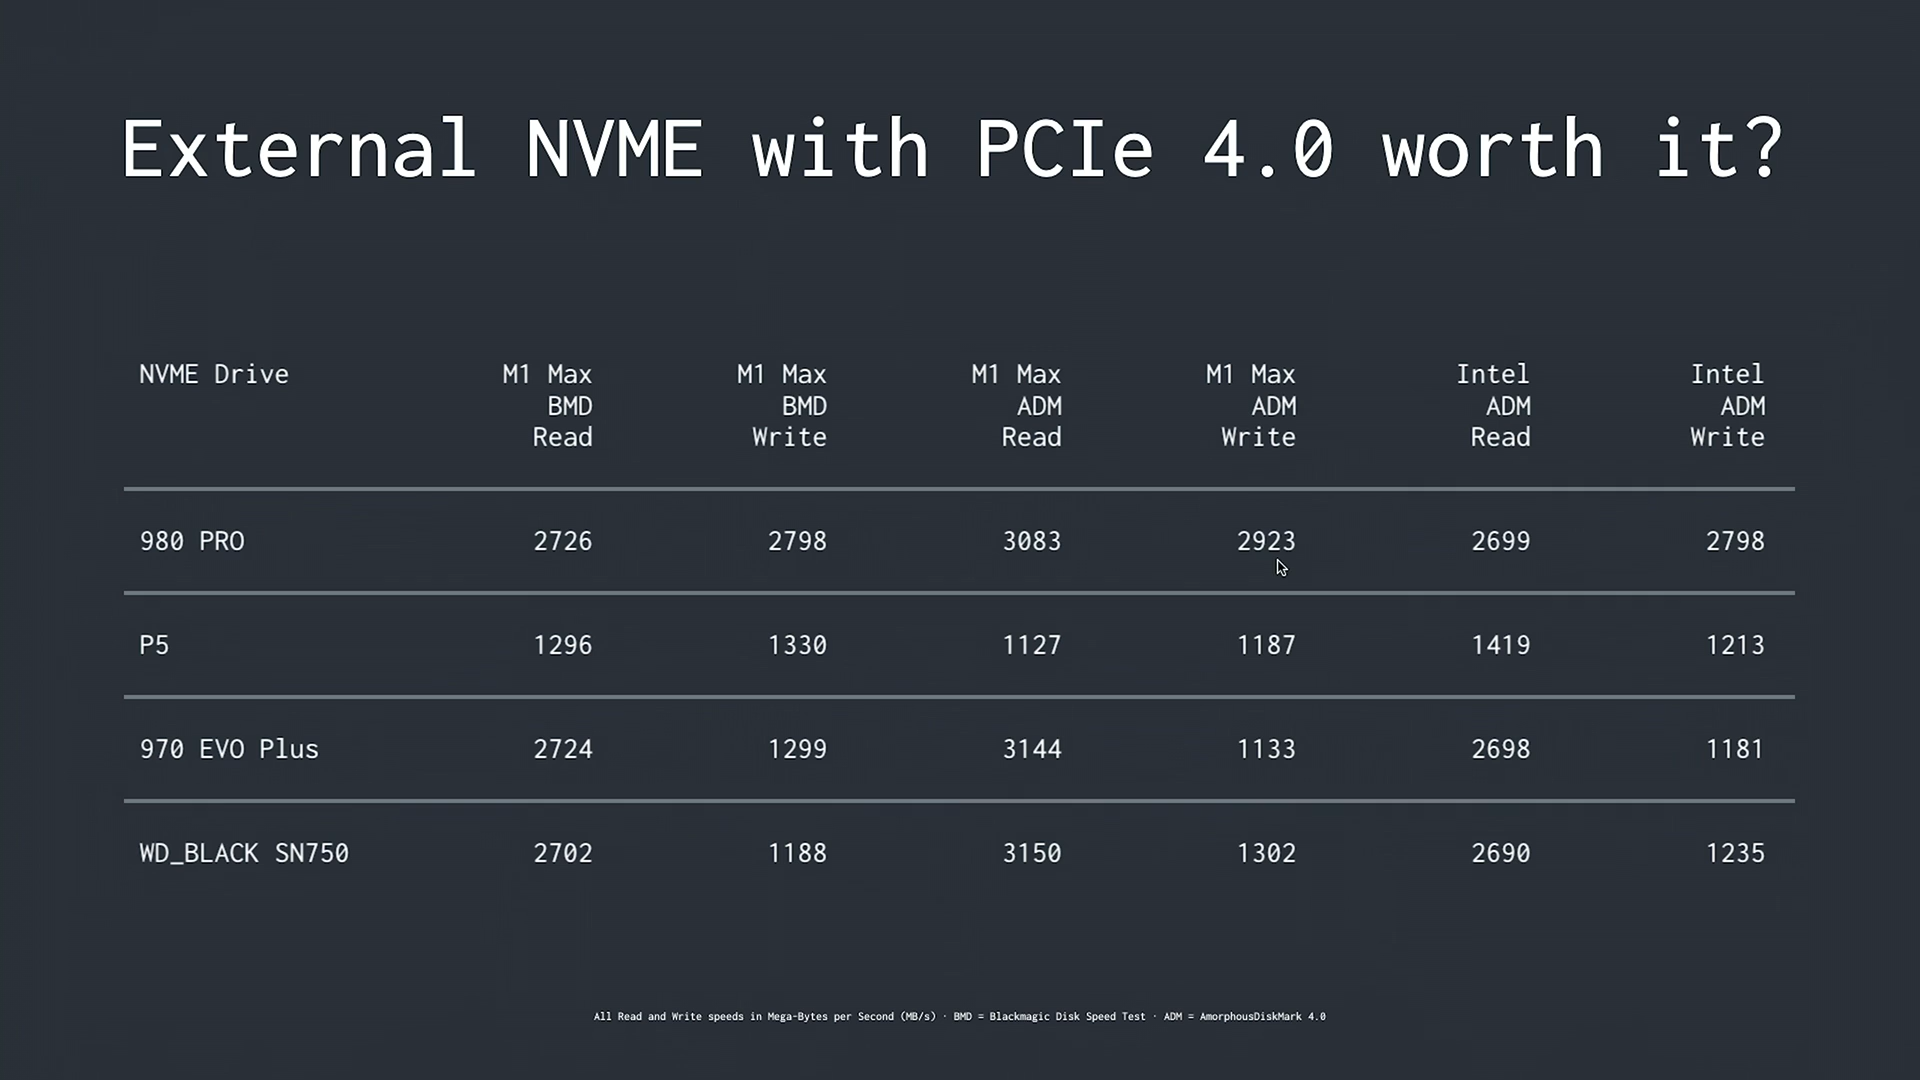 External NVME with PCIe 4.0 worth it?
NVME Drive M1 Max BMD Read M1 Max BMD Write M1 Max ADM Read M1 Max ADM Write Intel ADM Read Intel ADM Write
980 PRO 2726 2798 3083 2923 2699 2798
P5 1296 1330 1127 1187 1419 1213
970 EVO Plus 2724 1299 3144 1133 2698 1181
WD_BLACK SN750 2702 1188 3150 1302 2690 1235
All Read and Write speeds in Mega-Bytes per Second (MB/s) · BMD = Blackmagic Disk Speed Test · ADM = AmorphousDiskMark 4.0